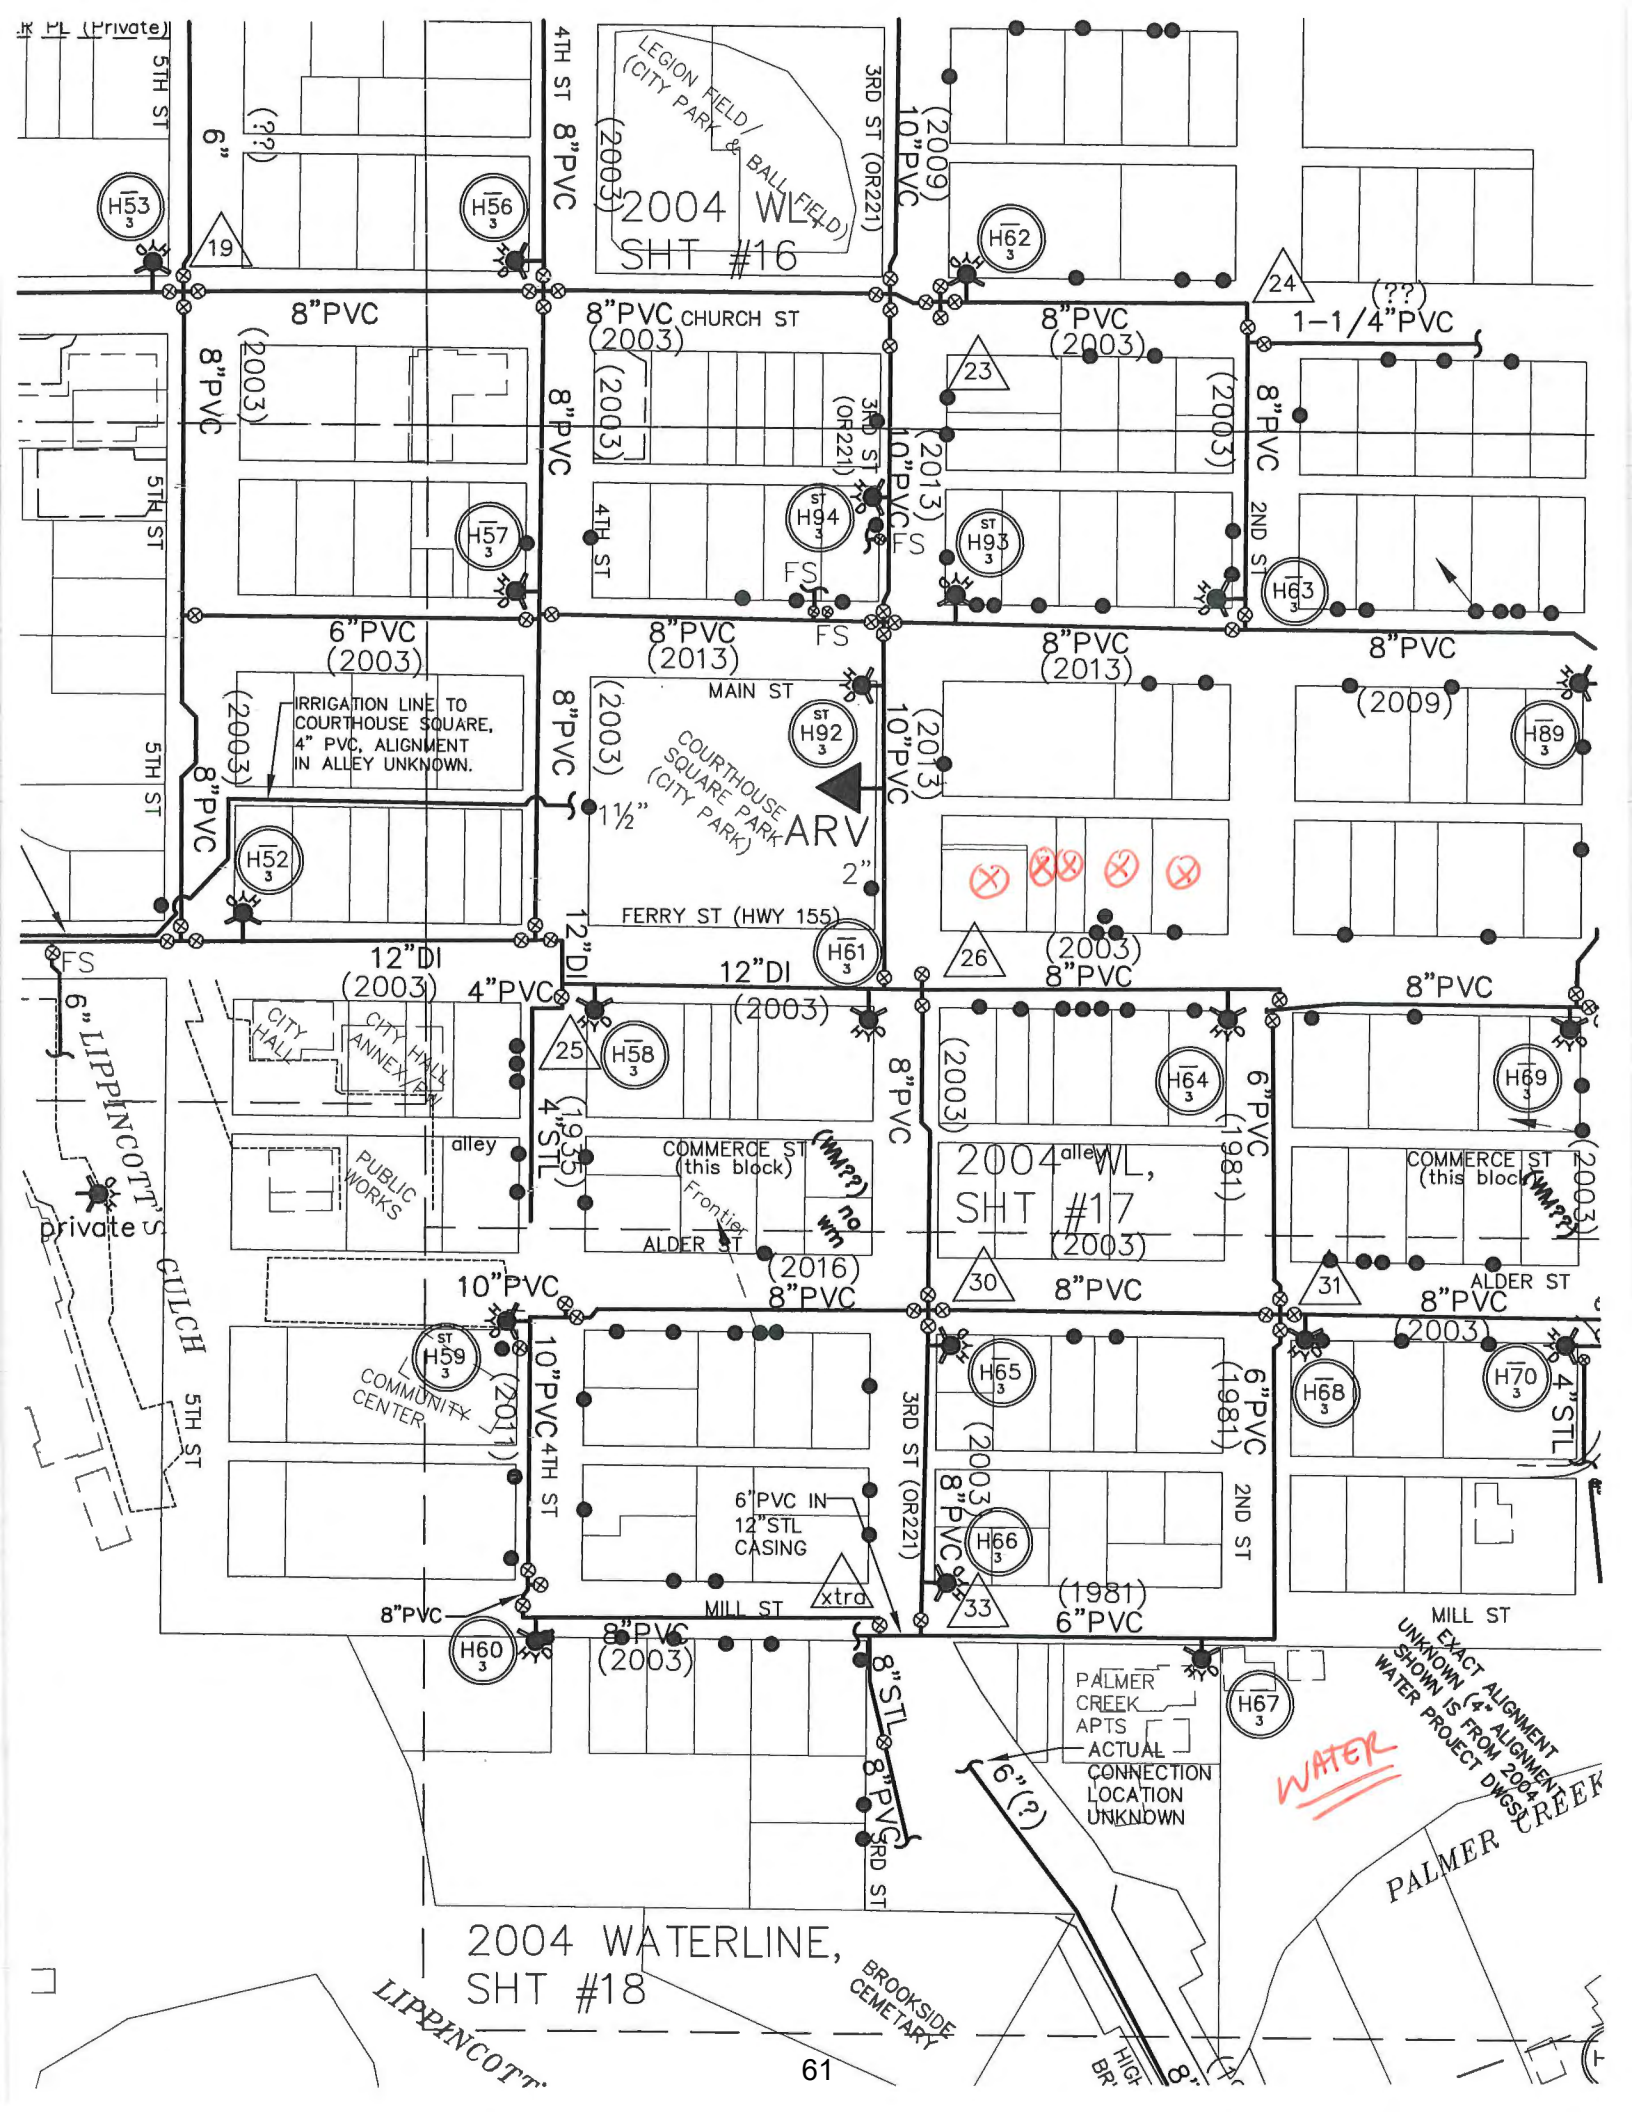 R PL (Private)
5TH ST
6"
(??)
4TH ST
8"PVC
(2003)
LEGION FIELD/
(CITY PARK & BALL FIELD)
2004 WL,
SHT #16
3RD ST (OR221)
10"PVC
(2009)
H53
3
19
H56
3
H62
3
24
(??)
1-1/4"PVC
HYD
8"PVC
8"PVC
(2003)
CHURCH ST
8"PVC
(2003)
23
8"PVC
(2003)
8"PVC
(2003)
3RD ST
(OR221)
10"PVC
(2013)
(2003)
8"PVC
5TH ST
H57
3
4TH ST
ST
H94
3
FS
FS
ST
H93
3
2ND ST
H63
3
6"PVC
(2003)
8"PVC
(2013)
FS
8"PVC
(2013)
8"PVC
(2009)
MAIN ST
IRRIGATION LINE TO
COURTHOUSE SQUARE,
4" PVC, ALIGNMENT
IN ALLEY UNKNOWN.
(2003)
8"PVC
5TH ST
8"PVC
(2003)
ST
H92
3
COURTHOUSE
SQUARE PARK
(CITY PARK)
10"PVC
(2013)
H89
3
1½"
ARV
2"
H52
3
FERRY ST (HWY 155)
H61
3
26
(2003)
8"PVC
FS
12"DI
(2003)
12"DI
4"PVC
12"DI
(2003)
8"PVC
6"
LIPPINCOTT'S
GULCH
CITY
HALL
CITY HALL
ANNEX/PW
25
H58
3
8"PVC
(2003)
H64
3
6"PVC
(1981)
H69
3
4"STL
(1935)
alley
PUBLIC
WORKS
COMMERCE ST
(this block)
(WM??)
no
wm
Frontier
alley
2004 WL,
SHT #17
(2003)
COMMERCE ST
(this block)
(WM??)
(2003)
private
ALDER ST
(2016)
8"PVC
10"PVC
30
8"PVC
31
ALDER ST
8"PVC
(2003)
ST
H59
3
COMMUNITY
CENTER
(2011)
10"PVC
4TH ST
5TH ST
H65
3
3RD ST (OR221)
(2003)
8"PVC
6"PVC
(1981)
2ND ST
H68
3
H70
3
4"STL
6"PVC IN
12"STL
CASING
H66
3
xtra
33
(1981)
6"PVC
8"PVC
MILL ST
MILL ST
H60
3
8"PVC
(2003)
8"STL
8"PVC
3RD ST
PALMER
CREEK
APTS
ACTUAL
CONNECTION
LOCATION
UNKNOWN
H67
3
6"(?)
WATER
EXACT ALIGNMENT
UNKNOWN (4" ALIGNMENT
SHOWN IS FROM 2004
WATER PROJECT DWGS)
PALMER CREEK
2004 WATERLINE,
SHT #18
BROOKSIDE
CEMETARY
LIPPINCOTT'
HIGH
BR
8"
61